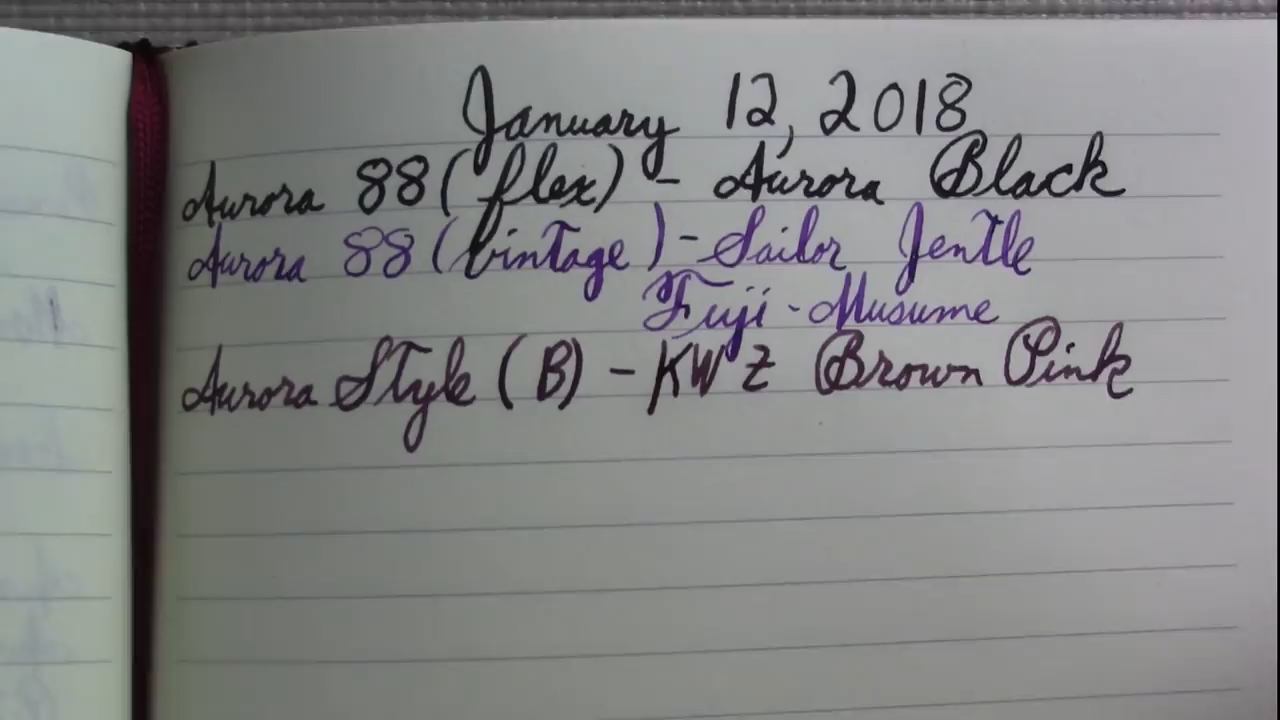 January 12, 2018
Aurora 88 (flex) - Aurora Black
Aurora 88 (vintage) - Sailor Jentle
Fuji-Musume
Aurora Style (B) - KWZ Brown Pink